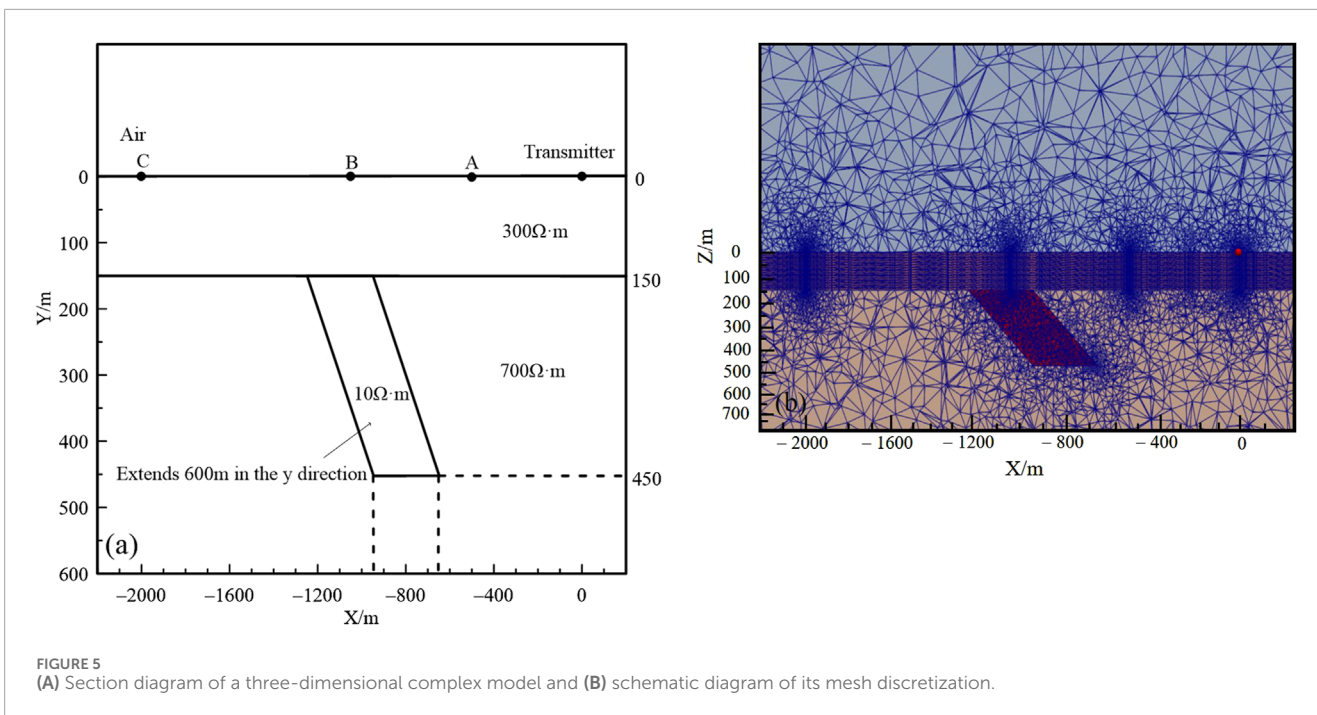 Air
C
B
A
Transmitter
0
0
300Ω·m
100
150
200
Y/m
300
700Ω·m
10Ω·m
400
Extends 600m in the y direction
450
500
(a)
600
−2000
−1600
−1200
−800
−400
0
X/m
Z/m
0
100
200
300
400
500
600
700
(b)
− 2000
− 1600
− 1200
− 800
− 400
0
X/m
FIGURE 5
(A) Section diagram of a three-dimensional complex model and (B) schematic diagram of its mesh discretization.